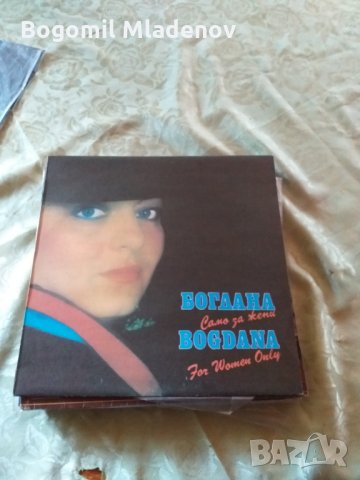 Bogomil Mladenov
БОГДАНА
Само за жени
BOGDANA
For Women Only
BAZAR